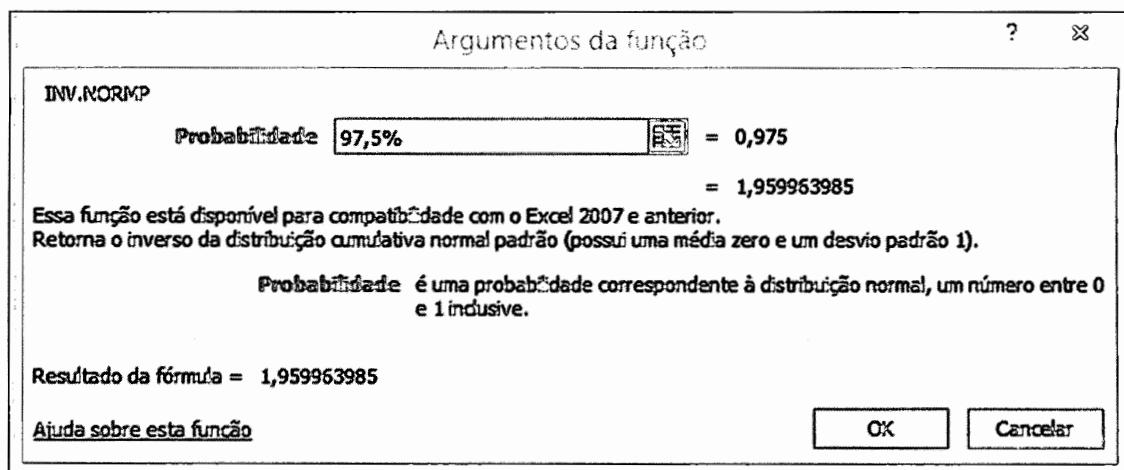 Argumentos da função ?
INV.NORMP
Probabilidade 97,5% = 0,975
= 1,959963985
Essa função está disponível para compatibilidade com o Excel 2007 e anterior.
Retorna o inverso da distribuição cumulativa normal padrão (possui uma média zero e um desvio padrão 1).
Probabilidade é uma probabilidade correspondente à distribuição normal, um número entre 0
e 1 inclusive.
Resultado da fórmula = 1,959963985
Ajuda sobre esta função
OK Cancelar